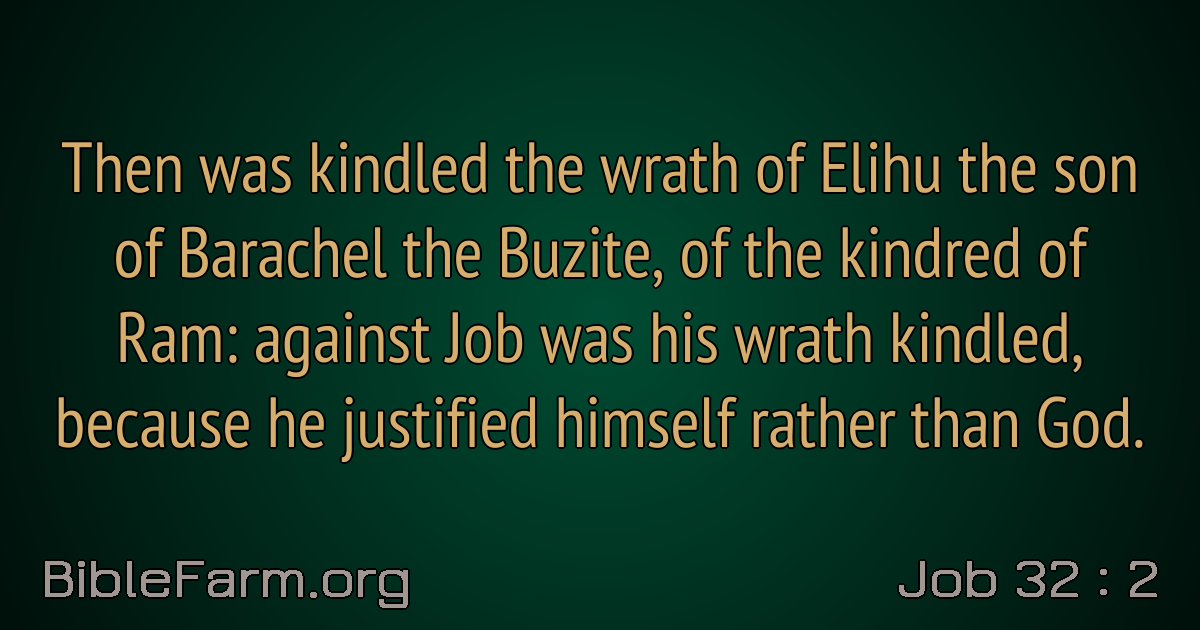 Then was kindled the wrath of Elihu the son
of Barachel the Buzite, of the kindred of
Ram: against Job was his wrath kindled,
because he justified himself rather than God.
BibleFarm.org
Job 32 : 2